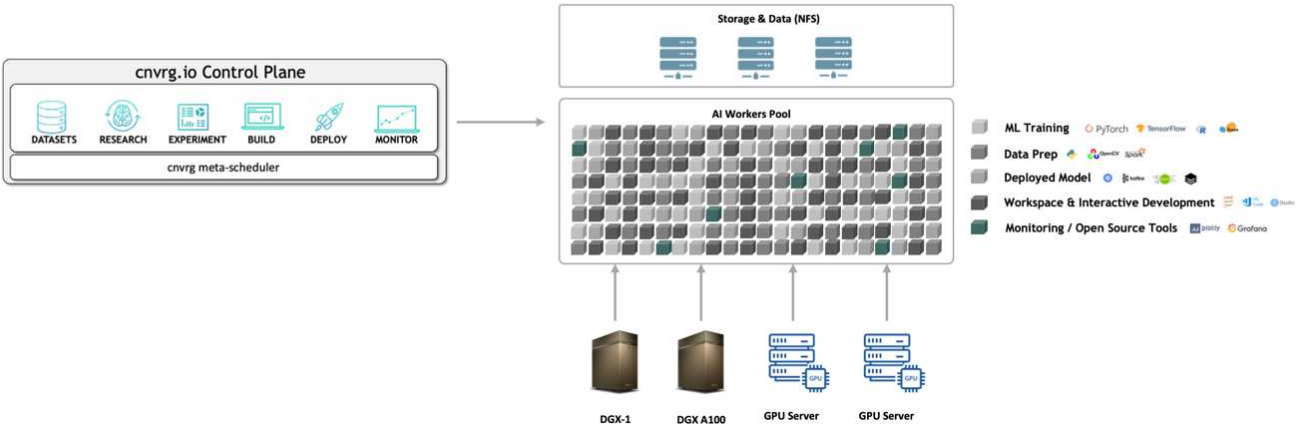 Storage & Data (NFS)
cnvrg.io Control Plane
DATASETS RESEARCH EXPERIMENT BUILD DEPLOY MONITOR
cnvrg meta-scheduler
AI Workers Pool
ML Training PyTorch TensorFlow R
Data Prep OpenCV Spark
Deployed Model kafka
Workspace & Interactive Development Studio
Monitoring / Open Source Tools plotly Grafana
GPU GPU
DGX-1 DGX A100 GPU Server GPU Server